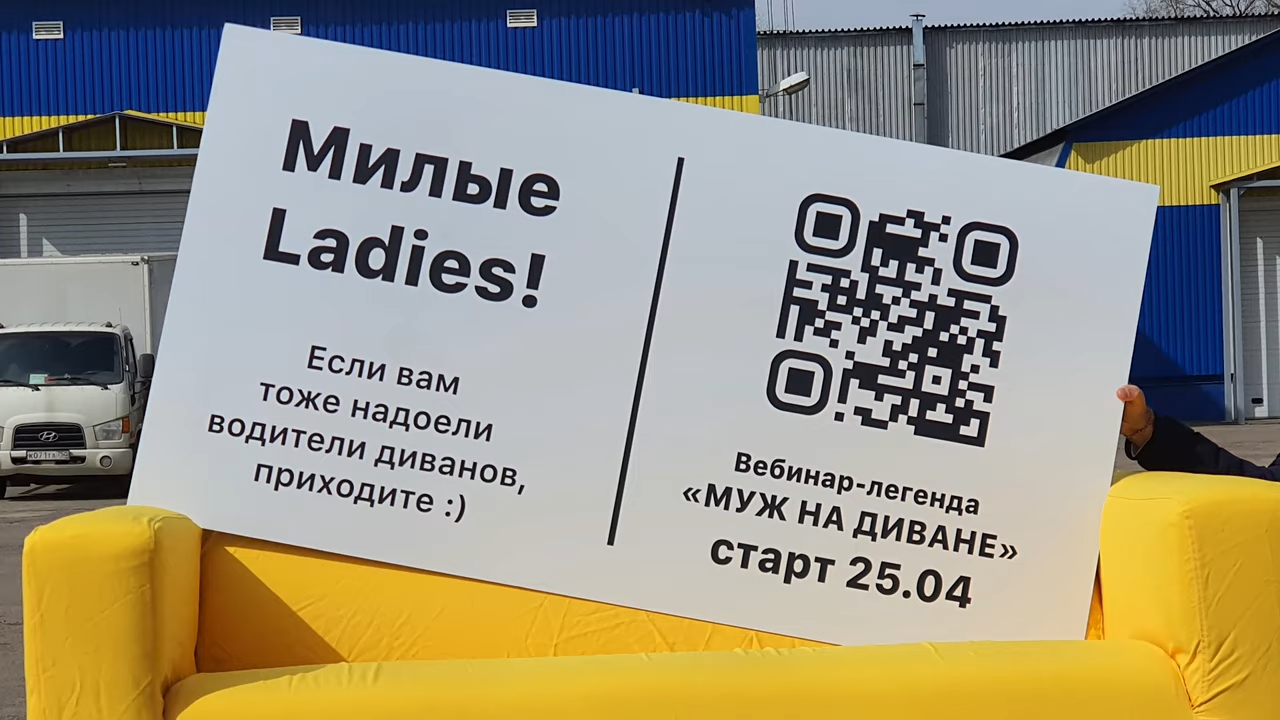 Милые
Ladies!
Если вам
тоже надоели
водители диванов,
приходите :)
Вебинар-легенда
«МУЖ НА ДИВАНЕ»
старт 25.04